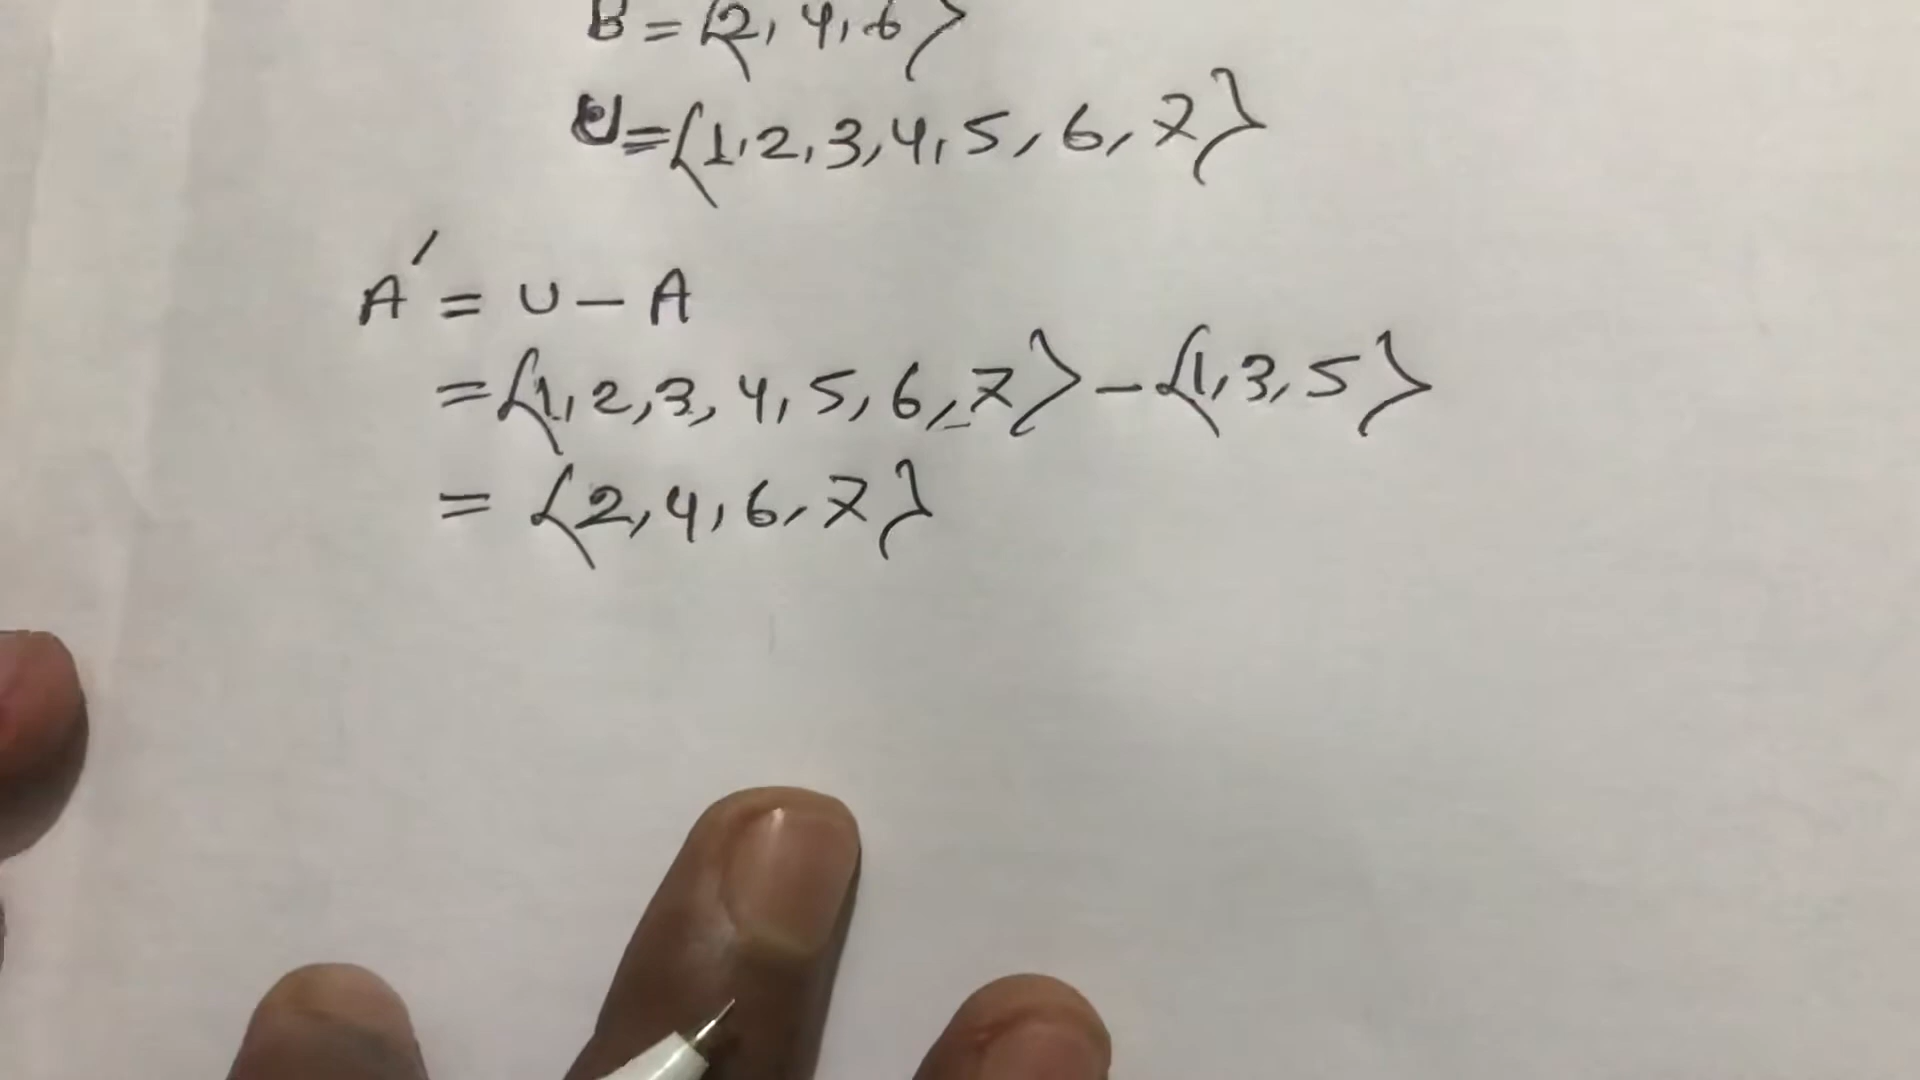 B = {2, 4, 6}
U = {1, 2, 3, 4, 5, 6, 7}
A' = U - A
= {1, 2, 3, 4, 5, 6, 7} - {1, 3, 5}
= {2, 4, 6, 7}